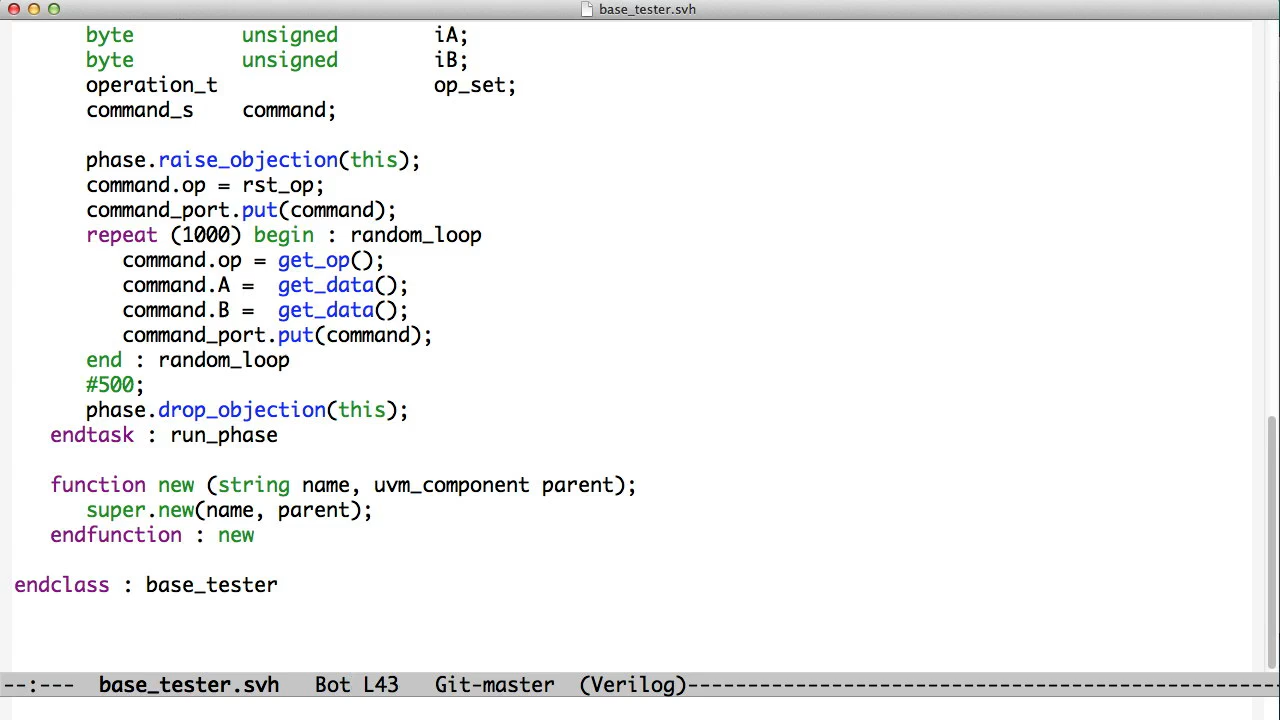 base_tester.svh
byte         unsigned        iA;
byte         unsigned        iB;
operation_t                  op_set;
command_s    command;
phase.raise_objection(this);
command.op = rst_op;
command_port.put(command);
repeat (1000) begin : random_loop
command.op = get_op();
command.A =  get_data();
command.B =  get_data();
command_port.put(command);
end : random_loop
#500;
phase.drop_objection(this);
endtask : run_phase
function new (string name, uvm_component parent);
super.new(name, parent);
endfunction : new
endclass : base_tester
--:---  base_tester.svh   Bot L43   Git-master  (Verilog)--------------------------------------------------